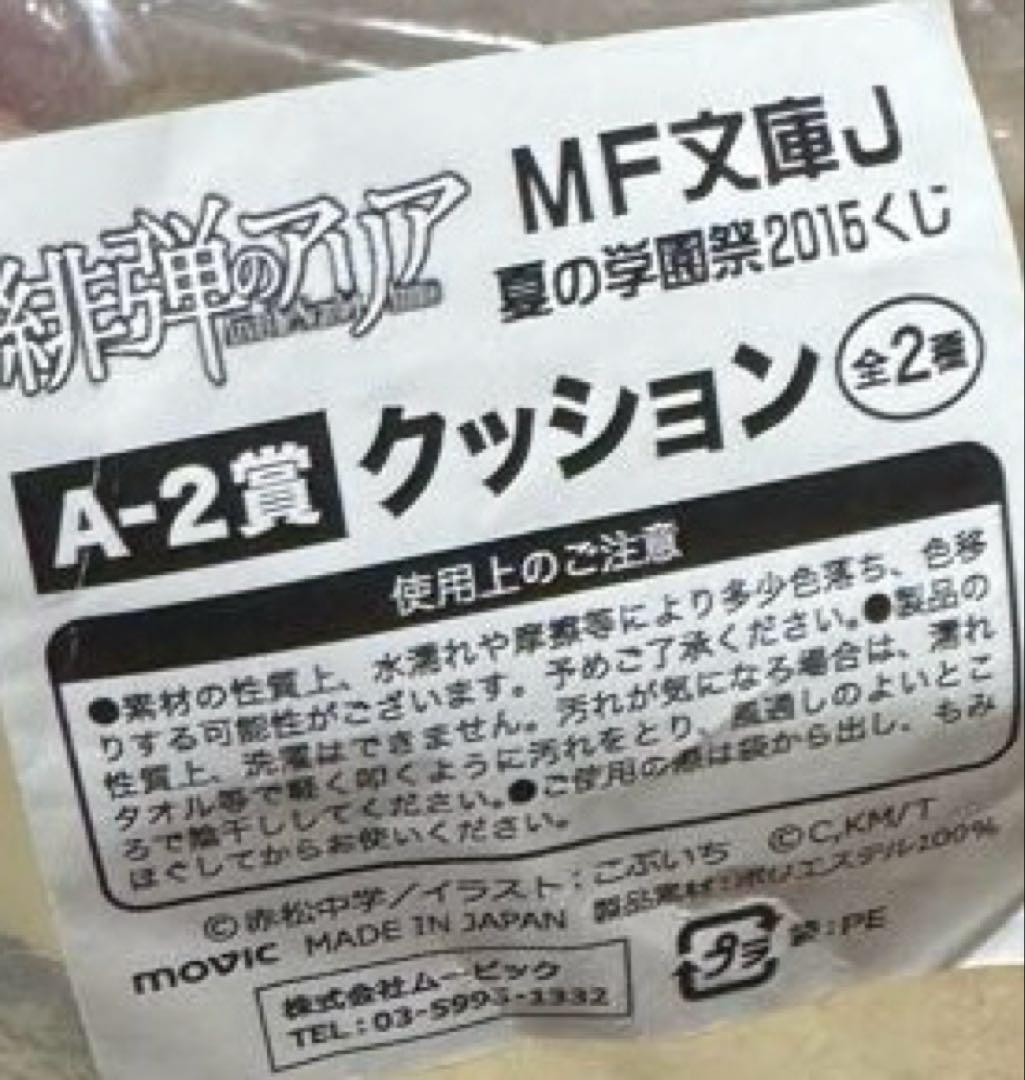 MF文庫J
夏の学園祭2015くじ
緋弾のアリア
A-2賞 クッション 全2種
使用上のご注意
●素材の性質上、水濡れや摩擦等により多少色落ち、色移
りする可能性がございます。予めご了承ください。●製品の
性質上、洗濯はできません。汚れが気になる場合は、濡れ
タオル等で軽く叩くように汚れをとり、風通しのよいとこ
ろで陰干ししてください。●ご使用の際は袋から出し、もみ
ほぐしてからお使いください。
©赤松中学/イラスト:こぶいち ©C,KM/T
movic MADE IN JAPAN 製品素材:ポリエステル100%
プラ 袋:PE
株式会社ムービック
TEL:03-5993-1332